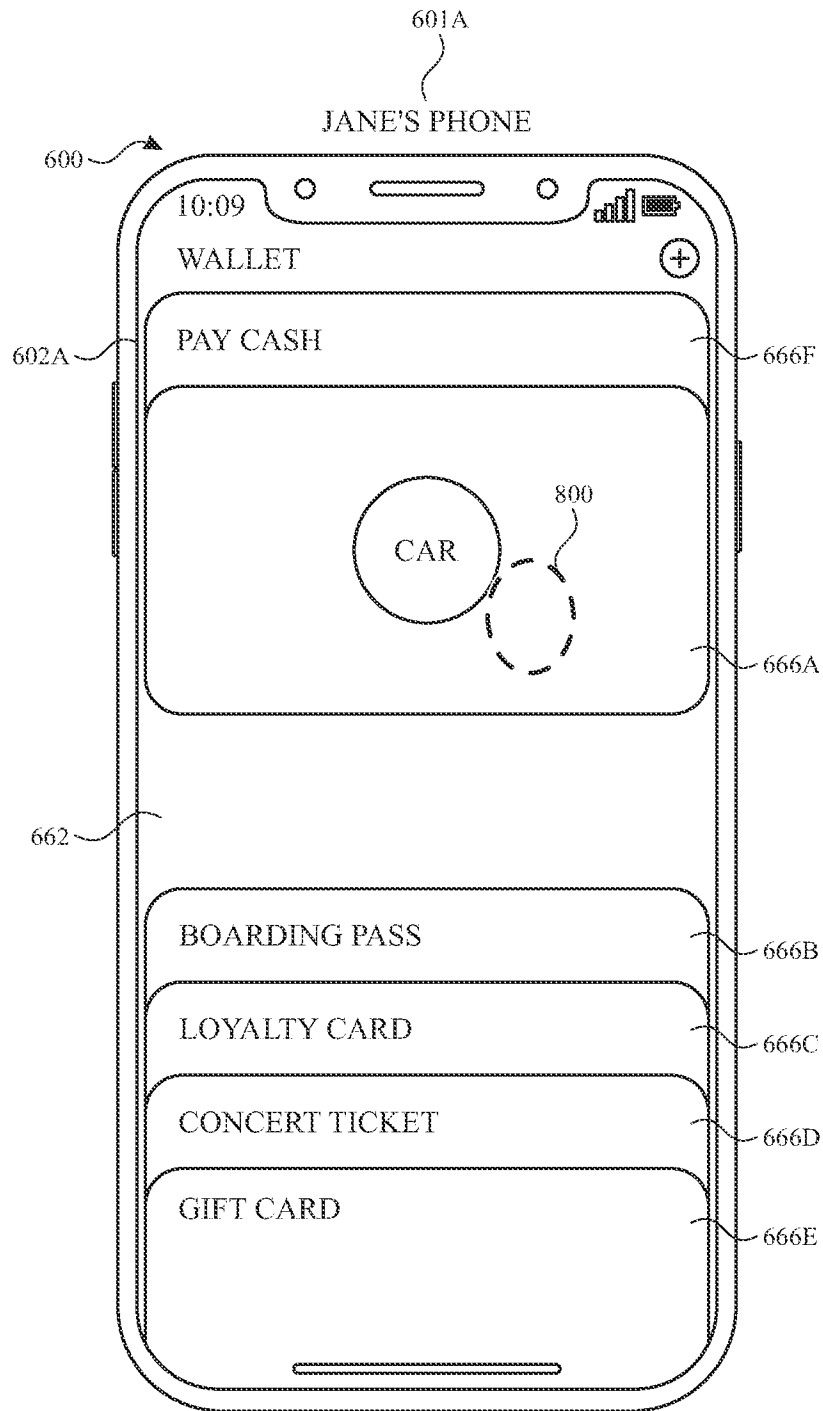 601A
JANE'S PHONE
600
10:09
WALLET
602A
PAY CASH
666F
800
CAR
666A
662
BOARDING PASS
666B
LOYALTY CARD
666C
CONCERT TICKET
666D
GIFT CARD
666E